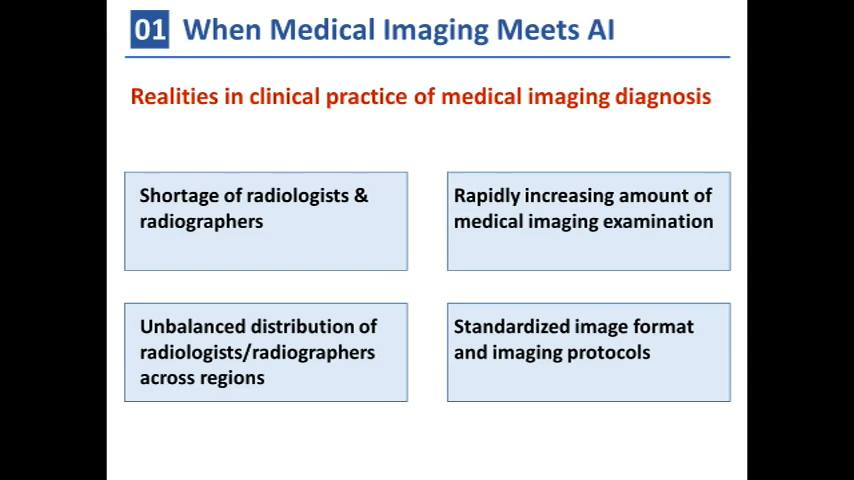 01 When Medical Imaging Meets AI
Realities in clinical practice of medical imaging diagnosis
Shortage of radiologists &
radiographers
Rapidly increasing amount of
medical imaging examination
Unbalanced distribution of
radiologists/radiographers
across regions
Standardized image format
and imaging protocols